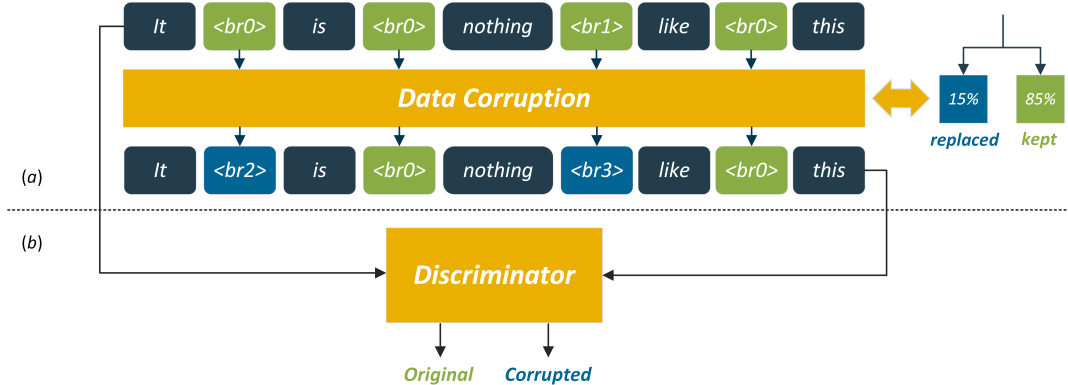 It <br0> is <br0> nothing <br1> like <br0> this
Data Corruption
15% 85%
replaced kept
It <br2> is <br0> nothing <br3> like <br0> this
(a)
(b)
Discriminator
Original Corrupted